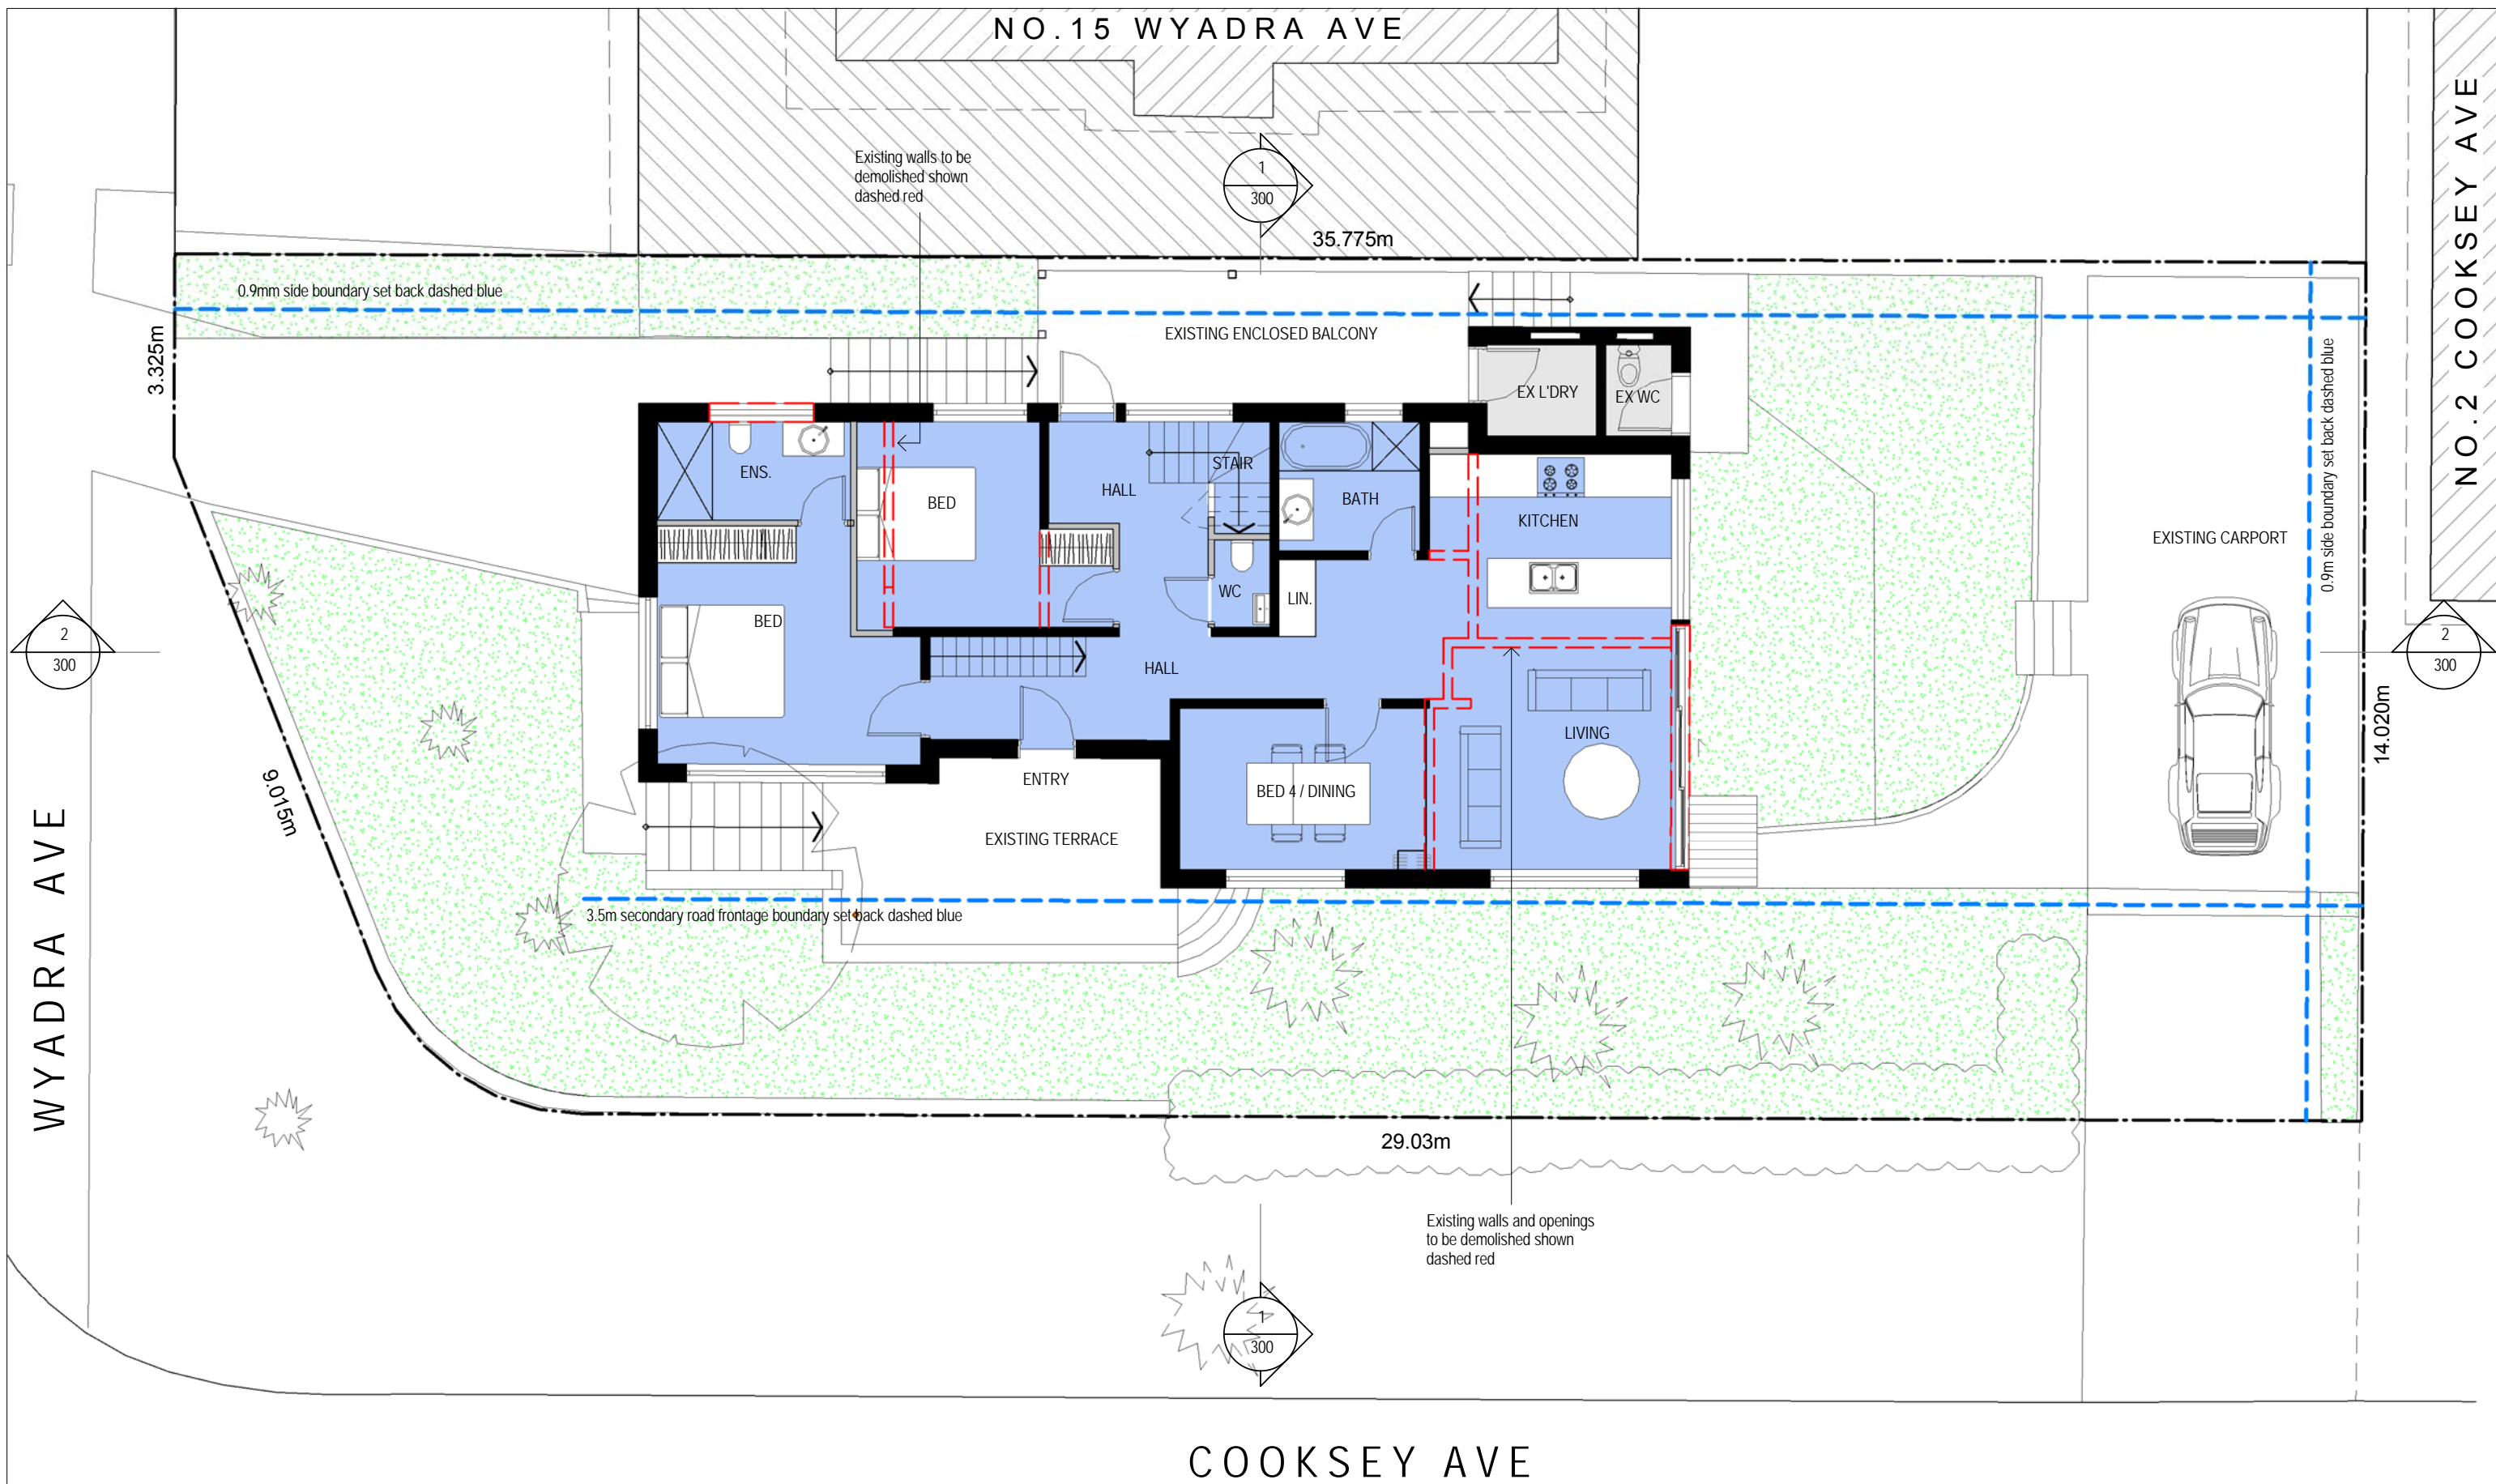 NO.15 WYADRA AVE
NO.2 COOKSEY AVE
Existing walls to be
demolished shown
dashed red
1
300
35.775m
0.9mm side boundary set back dashed blue
3.325m
EXISTING ENCLOSED BALCONY
EX L'DRY
EX WC
0.9m side boundary set back dashed blue
ENS.
BED
HALL
STAIR
BATH
KITCHEN
EXISTING CARPORT
2
300
BED
WC
LIN.
HALL
2
300
LIVING
14.020m
9.015m
ENTRY
BED 4 / DINING
EXISTING TERRACE
WYADRA AVE
3.5m secondary road frontage boundary set back dashed blue
29.03m
Existing walls and openings
to be demolished shown
dashed red
1
300
COOKSEY AVE